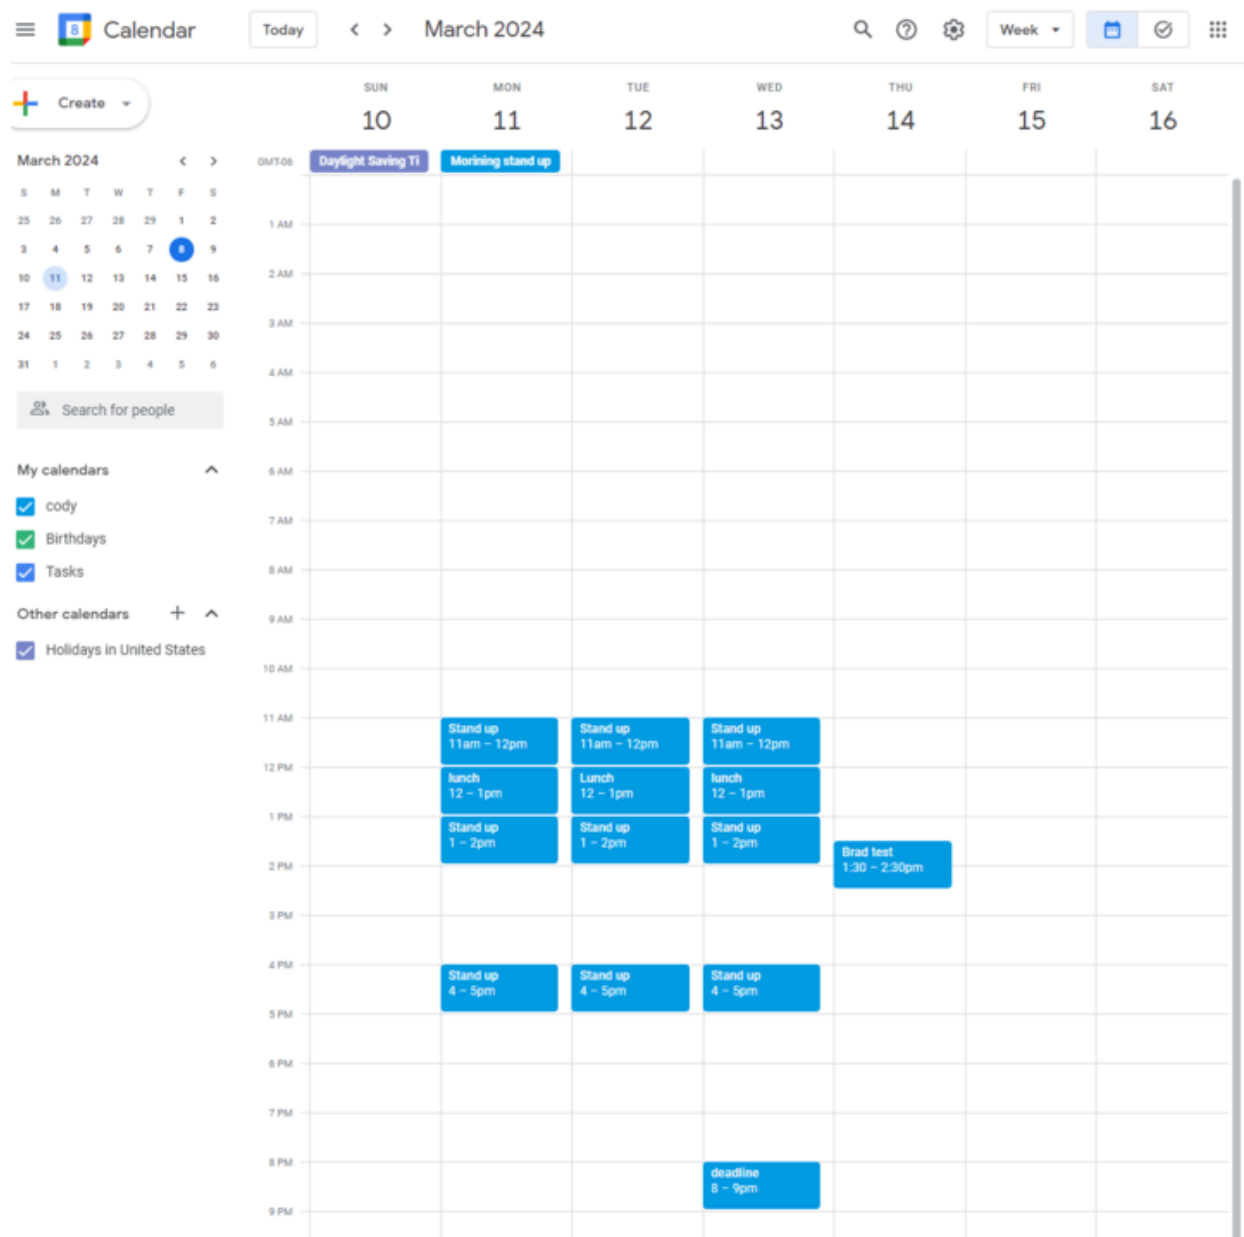 8 Calendar Today March 2024 Week
Create
SUN MON TUE WED THU FRI SAT
10 11 12 13 14 15 16
March 2024
S M T W T F S
25 26 27 28 29 1 2
3 4 5 6 7 8 9
10 11 12 13 14 15 16
17 18 19 20 21 22 23
24 25 26 27 28 29 30
31 1 2 3 4 5 6
Search for people
My calendars
cody
Birthdays
Tasks
Other calendars
Holidays in United States
GMT-06 Daylight Saving Ti Morining stand up
1 AM
2 AM
3 AM
4 AM
5 AM
6 AM
7 AM
8 AM
9 AM
10 AM
11 AM
Stand up Stand up Stand up
11am – 12pm 11am – 12pm 11am – 12pm
12 PM
lunch Lunch lunch
12 – 1pm 12 – 1pm 12 – 1pm
1 PM
Stand up Stand up Stand up
1 – 2pm 1 – 2pm 1 – 2pm
Brad test
2 PM 1:30 – 2:30pm
3 PM
4 PM
Stand up Stand up Stand up
4 – 5pm 4 – 5pm 4 – 5pm
5 PM
6 PM
7 PM
8 PM
deadline
8 – 9pm
9 PM